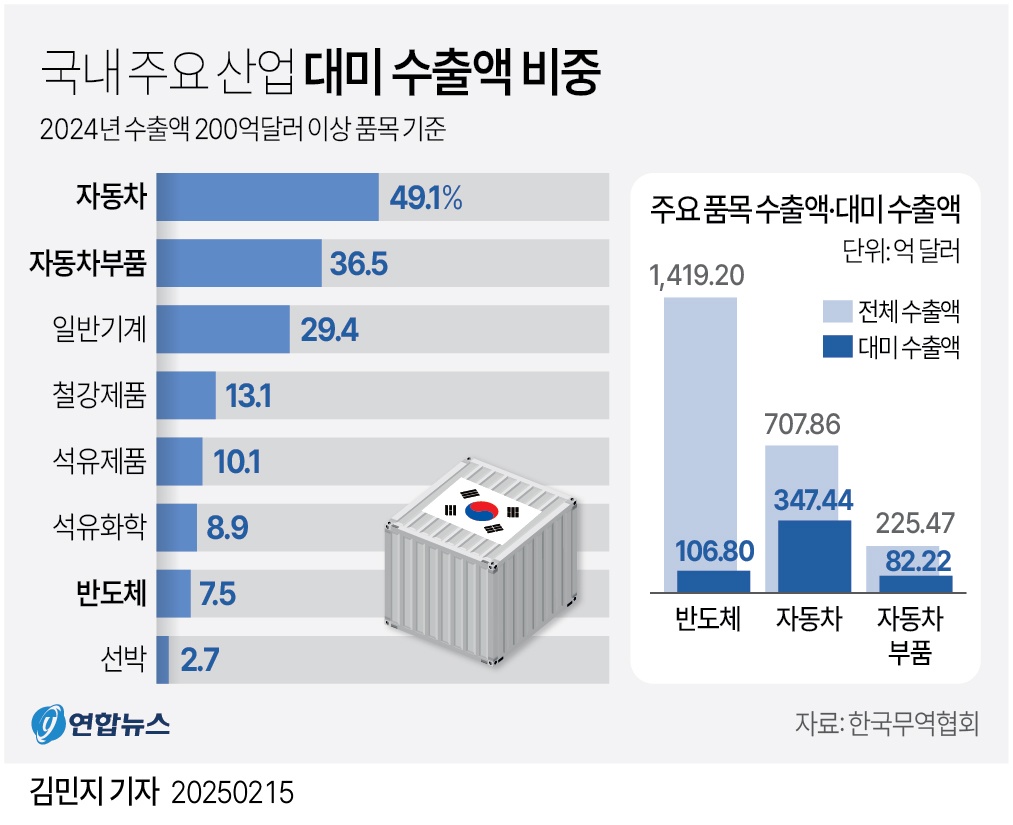 국내 주요 산업 대미 수출액 비중
2024년 수출액 200억달러 이상 품목 기준
자동차 49.1%
자동차부품 36.5
일반기계 29.4
철강제품 13.1
석유제품 10.1
석유화학 8.9
반도체 7.5
선박 2.7
주요 품목 수출액·대미 수출액
단위: 억 달러
전체 수출액
대미 수출액
1,419.20
106.80
반도체
707.86
347.44
자동차
225.47
82.22
자동차
부품
연합뉴스
자료: 한국무역협회
김민지 기자 20250215